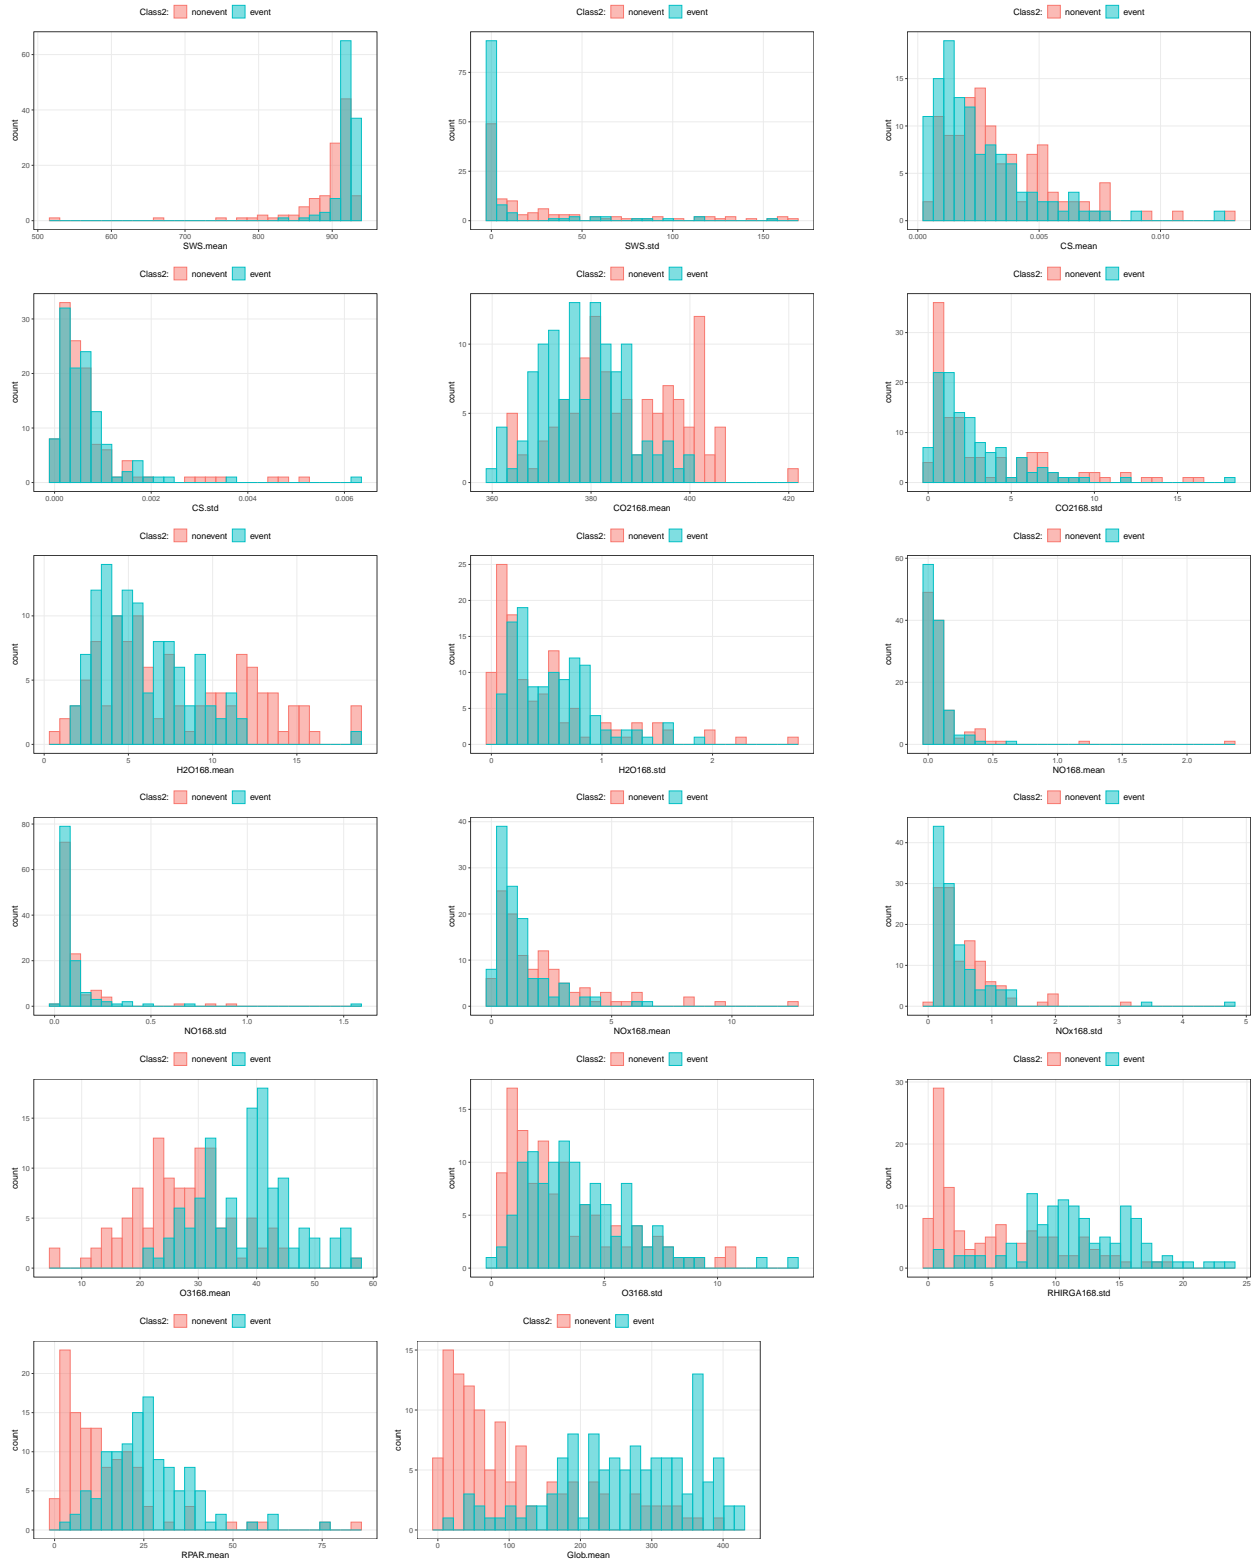 Class2: nonevent event
Class2: nonevent event
Class2: nonevent event
count
0
20
40
60
500
600
700
800
900
SWS.mean
count
0
25
50
75
0
50
100
150
SWS.std
count
0
5
10
15
0.000
0.005
0.010
CS.mean
Class2: nonevent event
Class2: nonevent event
Class2: nonevent event
count
0
10
20
30
0.000
0.002
0.004
0.006
CS.std
count
0
5
10
360
380
400
420
CO2168.mean
count
0
10
20
30
0
5
10
15
CO2168.std
Class2: nonevent event
Class2: nonevent event
Class2: nonevent event
count
0
5
10
0
5
10
15
H2O168.mean
count
0
5
10
15
20
25
0
1
2
H2O168.std
count
0
20
40
60
0.0
0.5
1.0
1.5
2.0
NO168.mean
Class2: nonevent event
Class2: nonevent event
Class2: nonevent event
count
0
20
40
60
80
0.0
0.5
1.0
1.5
NO168.std
count
0
10
20
30
40
0
5
10
NOx168.mean
count
0
10
20
30
40
0
1
2
3
4
5
NOx168.std
Class2: nonevent event
Class2: nonevent event
Class2: nonevent event
count
0
5
10
15
10
20
30
40
50
60
O3168.mean
count
0
5
10
15
0
5
10
O3168.std
count
0
10
20
30
0
5
10
15
20
25
RHIRGA168.std
Class2: nonevent event
Class2: nonevent event
count
0
5
10
15
20
0
25
50
75
RPAR.mean
count
0
5
10
15
0
100
200
300
400
Glob.mean